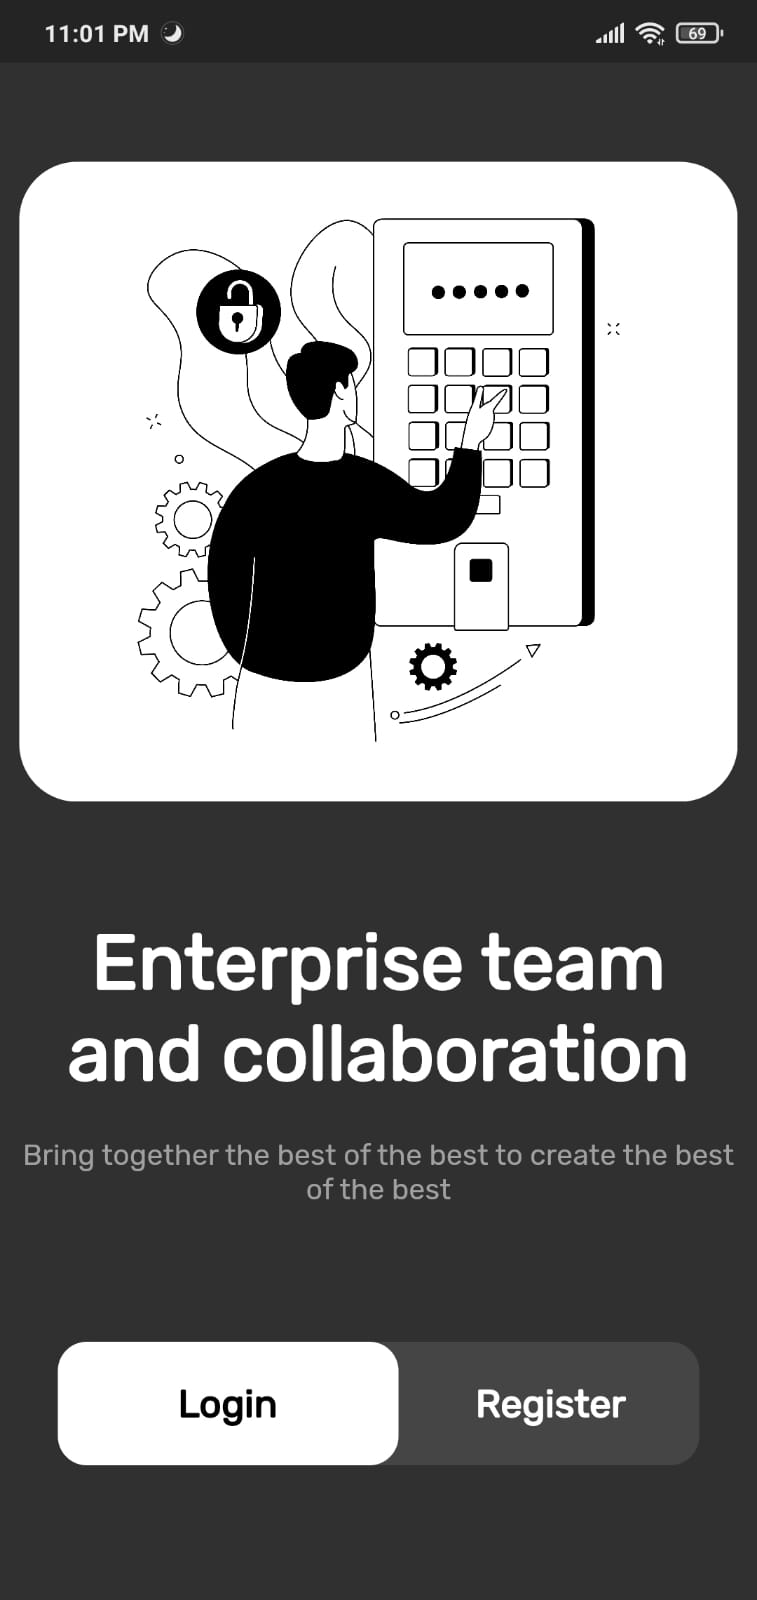 11:01 PM
69
Enterprise team
and collaboration
Bring together the best of the best to create the best
of the best
Login
Register